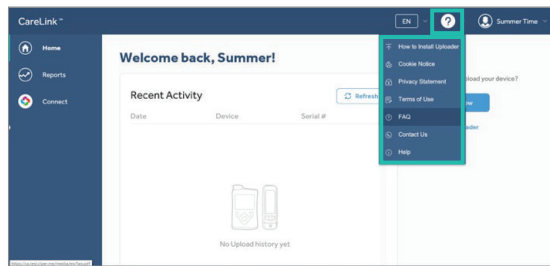 CareLink™
EN
?
Summer Time
Home
Reports
Connect
Welcome back, Summer!
Recent Activity
Refresh
Date Device Serial #
No Upload history yet
How to Install Uploader
Cookie Notice
Privacy Statement
Terms of Use
FAQ
Contact Us
Help
load your device?
ow
ader